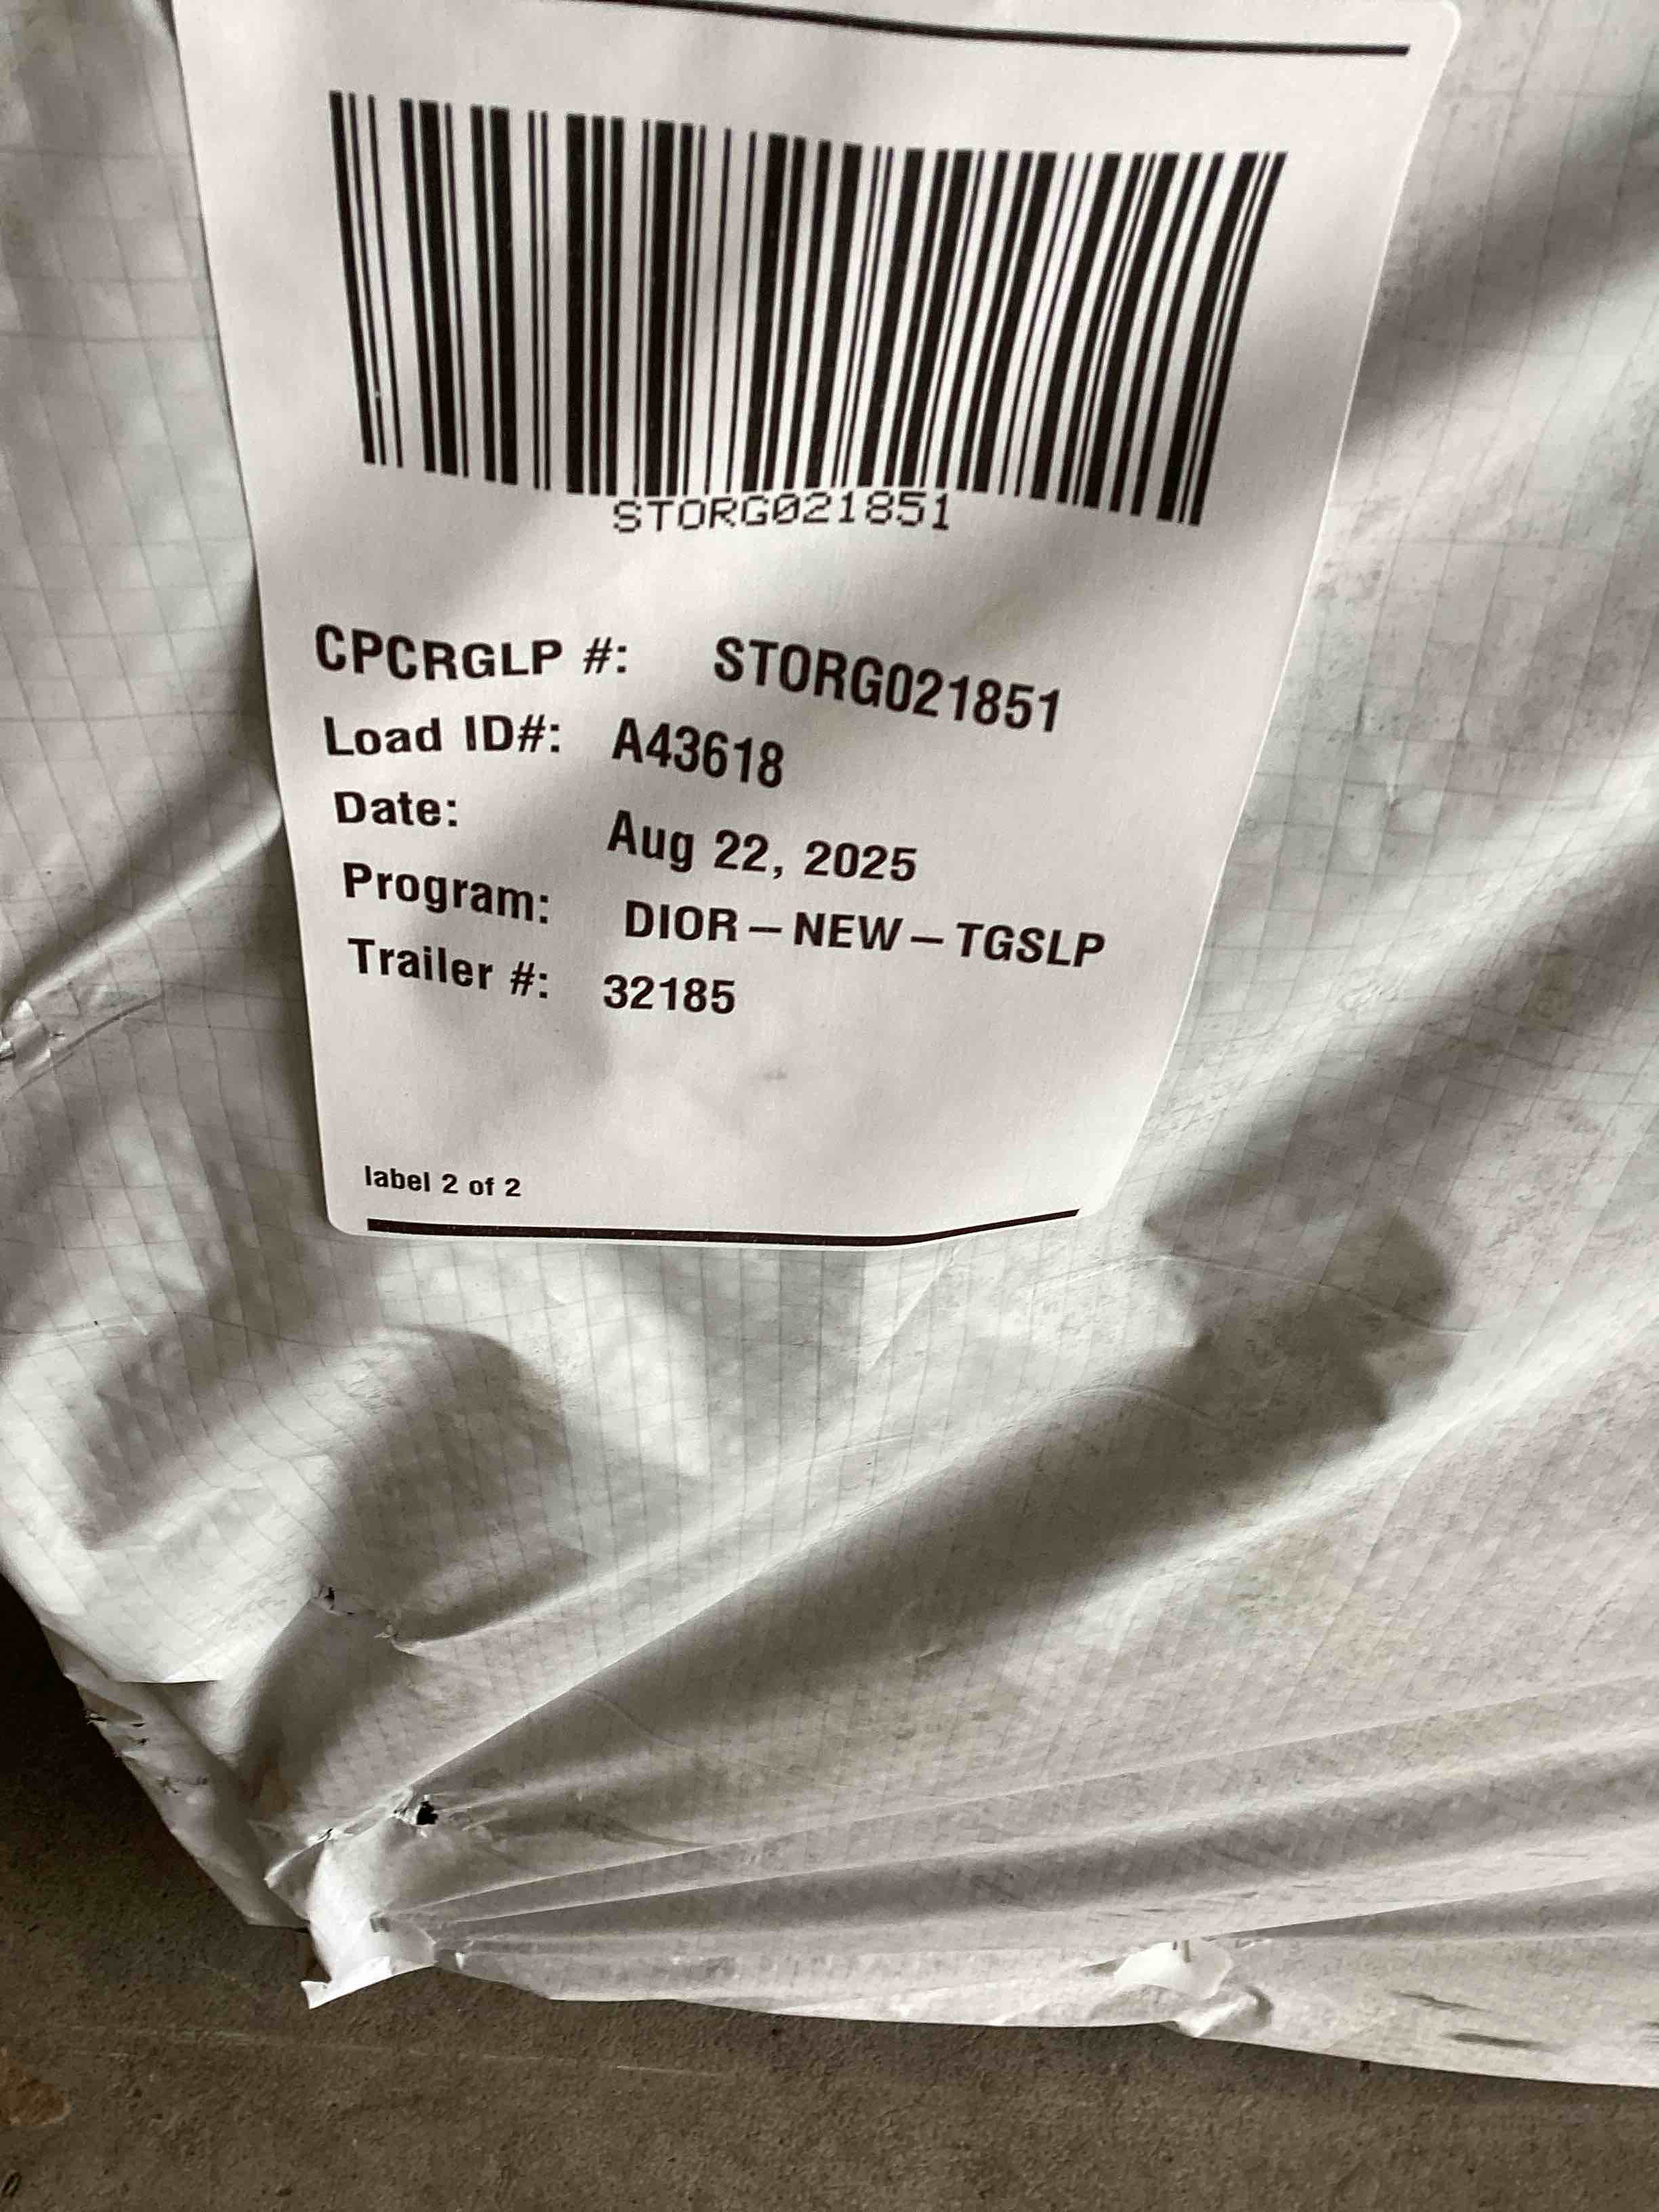 STORG021851
CPCRGLP #: STORG021851
Load ID#: A43618
Date: Aug 22, 2025
Program: DIOR – NEW – TGSLP
Trailer #: 32185
label 2 of 2